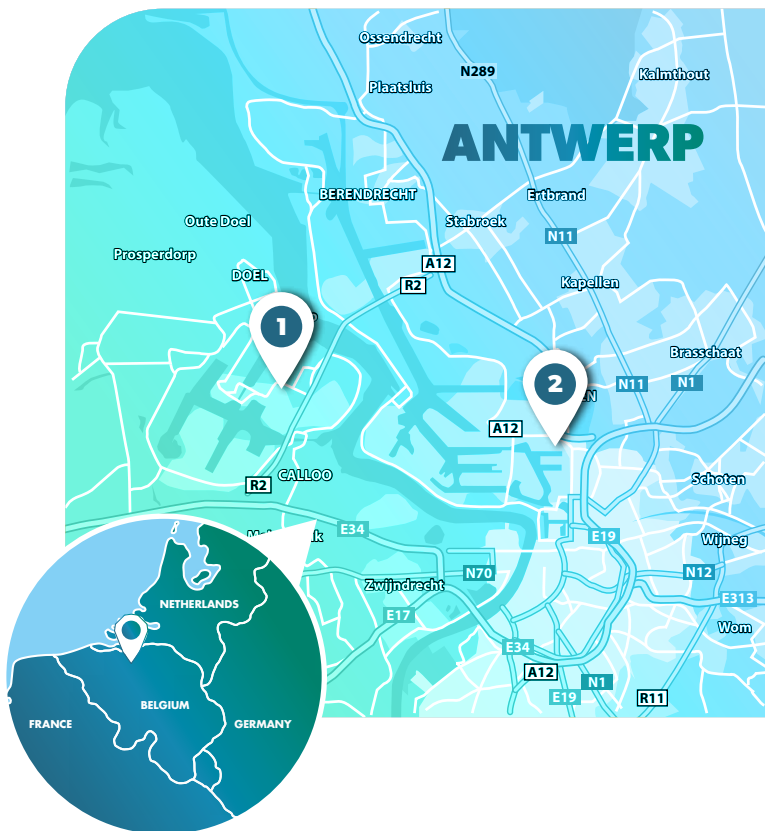 Ossendrecht
N289
Kalmthout
Plaatsluis
ANTWERP
BERENDRECHT
Ertbrand
Oute Doel
Stabroek
N11
Prosperdorp
A12
DOEL
R2
Kapellen
1
Brasschaat
2
N11
N1
A12
CALLOO
Schoten
R2
E34
E19
Wijneg
N12
N70
Zwijndrecht
E313
E17
Wom
E34
A12
N1
E19
R11
NETHERLANDS
BELGIUM
FRANCE
GERMANY